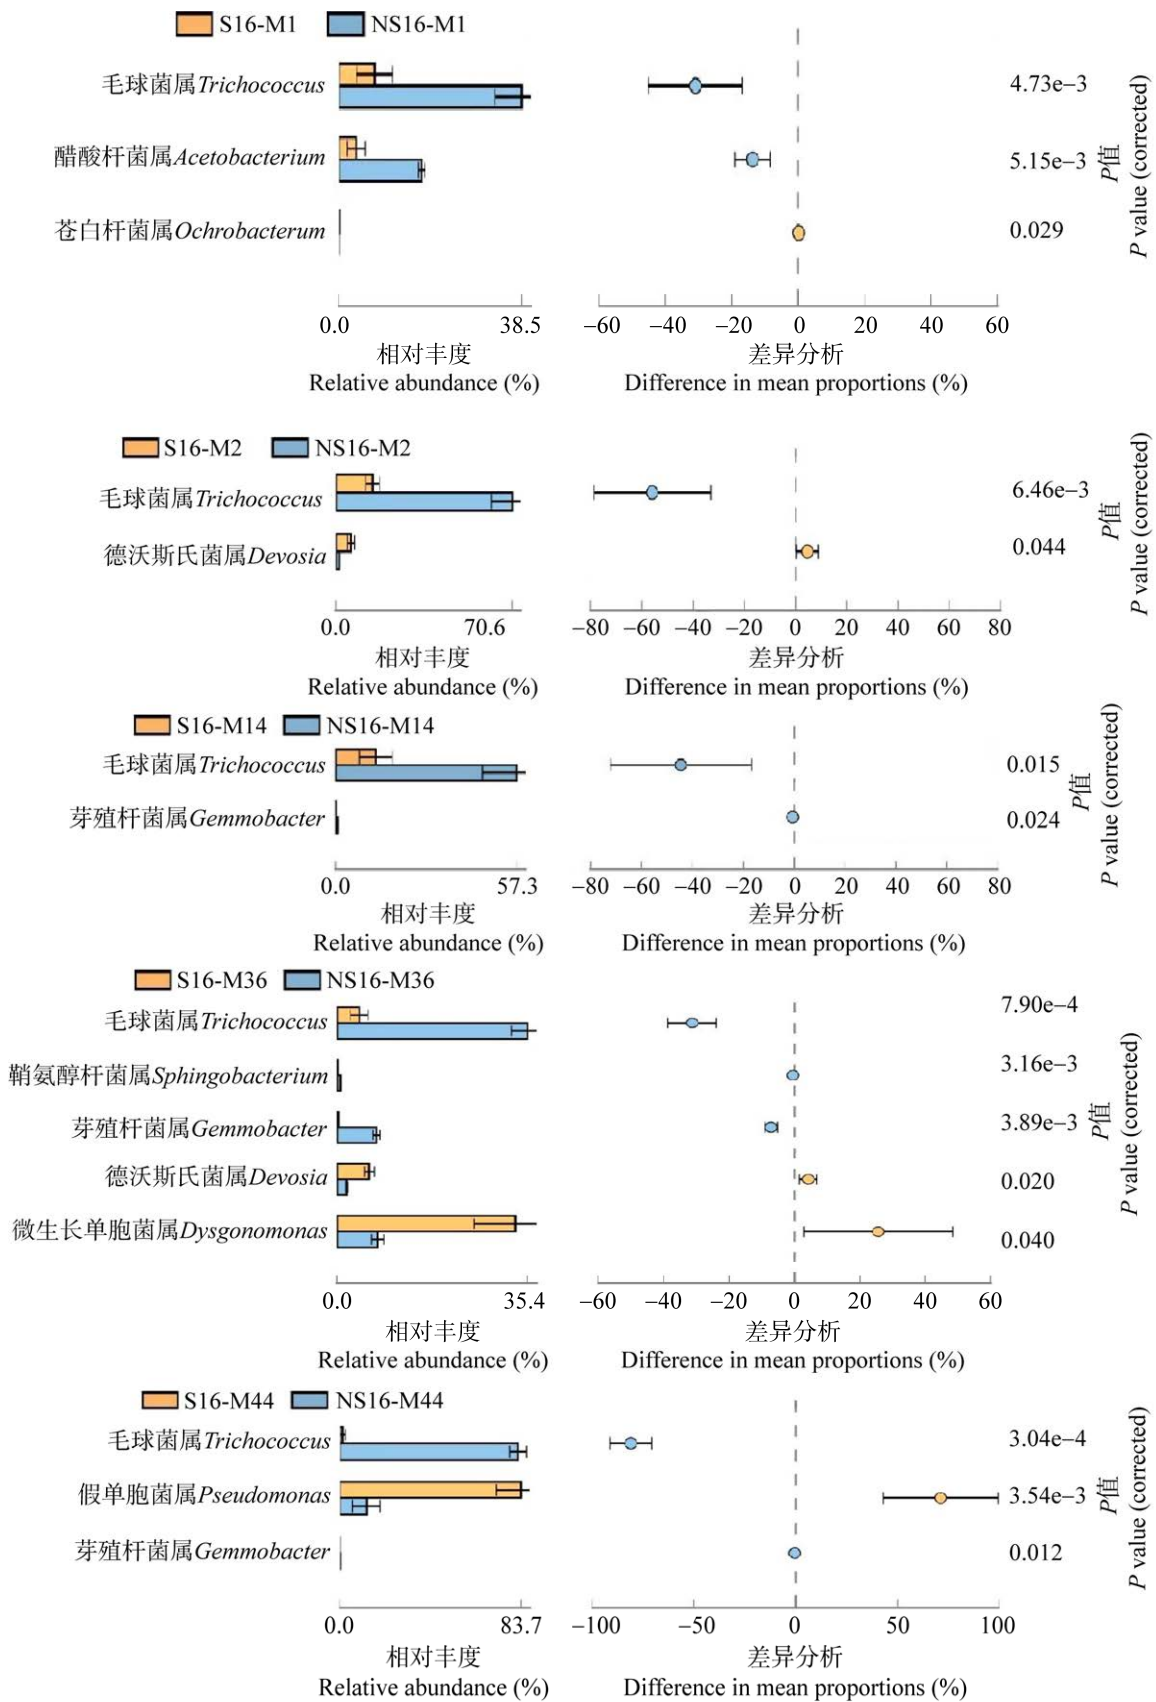 S16-M1 NS16-M1
毛球菌属Trichococcus 4.73e−3
醋酸杆菌属Acetobacterium 5.15e−3
苍白杆菌属Ochrobacterum 0.029
P值
P value (corrected)
0.0 38.5 −60 −40 −20 0 20 40 60
相对丰度 差异分析
Relative abundance (%) Difference in mean proportions (%)
S16-M2 NS16-M2
毛球菌属Trichococcus 6.46e−3
德沃斯氏菌属Devosia 0.044
P值
P value (corrected)
0.0 70.6 −80 −60 −40 −20 0 20 40 60 80
相对丰度 差异分析
Relative abundance (%) Difference in mean proportions (%)
S16-M14 NS16-M14
毛球菌属Trichococcus 0.015
芽殖杆菌属Gemmobacter 0.024
P值
P value (corrected)
0.0 57.3 −80 −60 −40 −20 0 20 40 60 80
相对丰度 差异分析
Relative abundance (%) Difference in mean proportions (%)
S16-M36 NS16-M36
毛球菌属Trichococcus 7.90e−4
鞘氨醇杆菌属Sphingobacterium 3.16e−3
芽殖杆菌属Gemmobacter 3.89e−3
德沃斯氏菌属Devosia 0.020
微生长单胞菌属Dysgonomonas 0.040
P值
P value (corrected)
0.0 35.4 −60 −40 −20 0 20 40 60
相对丰度 差异分析
Relative abundance (%) Difference in mean proportions (%)
S16-M44 NS16-M44
毛球菌属Trichococcus 3.04e−4
假单胞菌属Pseudomonas 3.54e−3
芽殖杆菌属Gemmobacter 0.012
P值
P value (corrected)
0.0 83.7 −100 −50 0 50 100
相对丰度 差异分析
Relative abundance (%) Difference in mean proportions (%)